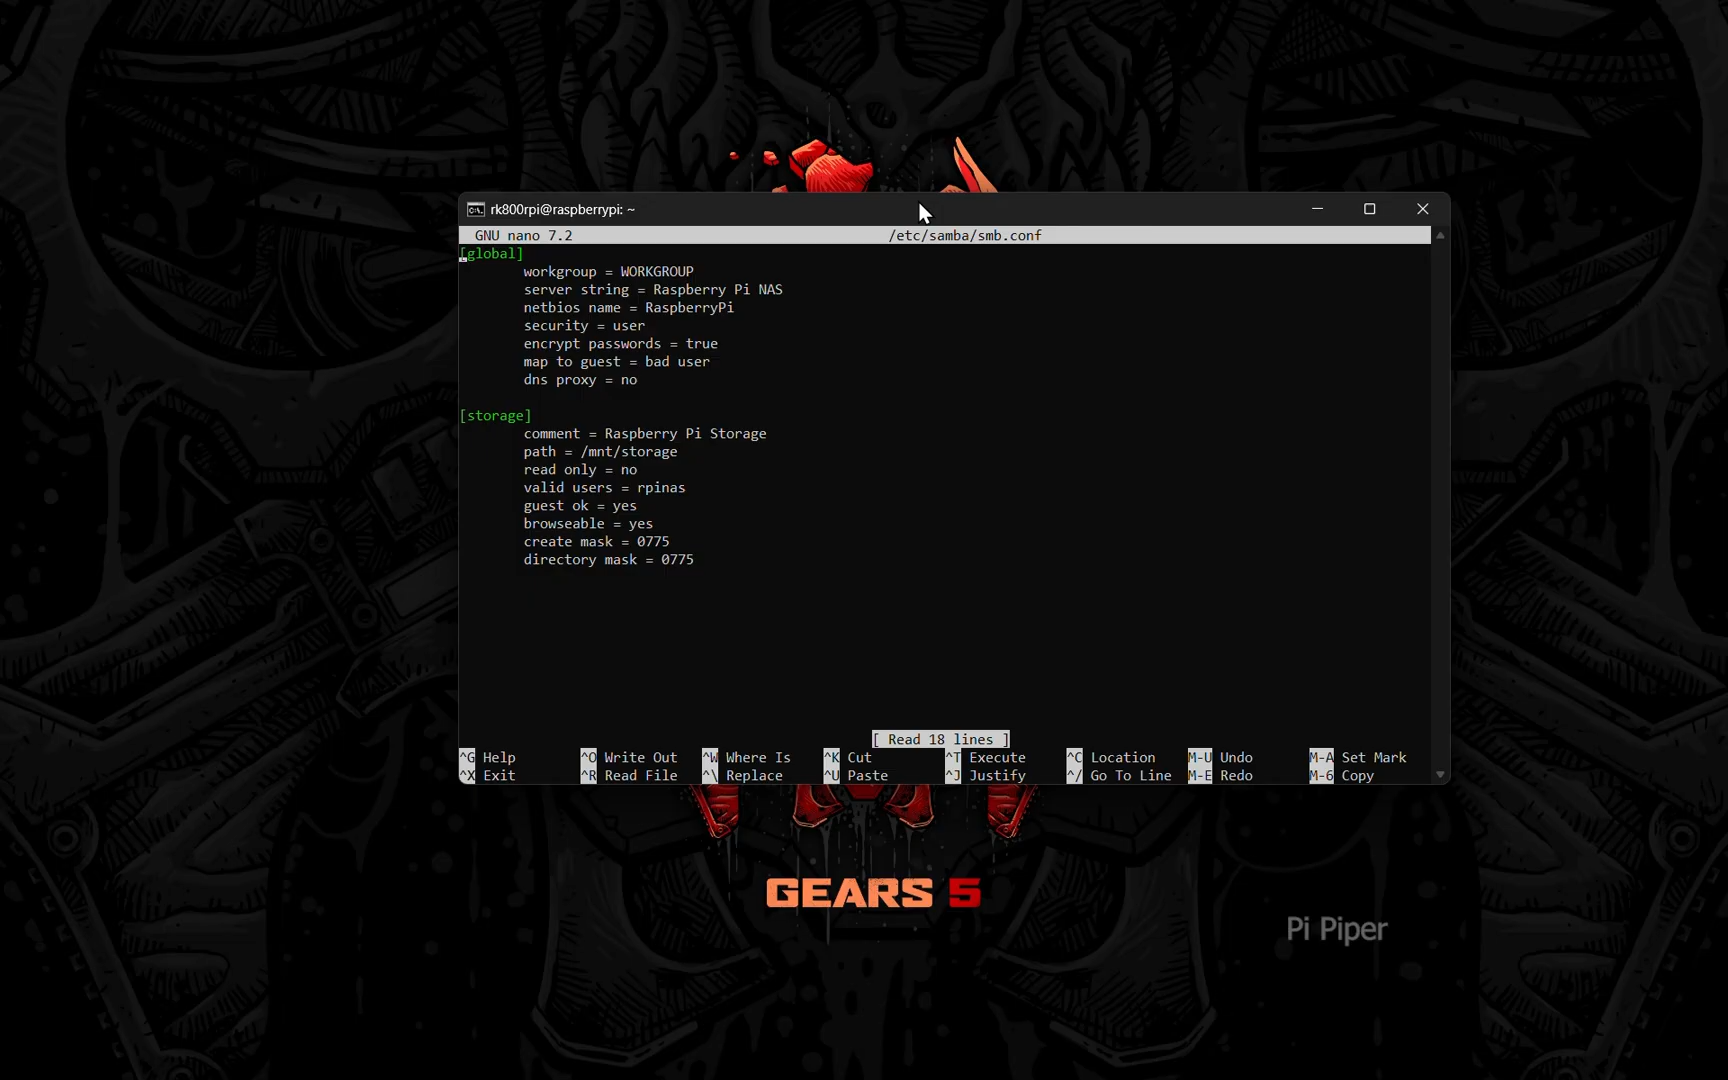 rk800rpi@raspberrypi: ~
GNU nano 7.2 /etc/samba/smb.conf
[global]
workgroup = WORKGROUP
server string = Raspberry Pi NAS
netbios name = RaspberryPi
security = user
encrypt passwords = true
map to guest = bad user
dns proxy = no
[storage]
comment = Raspberry Pi Storage
path = /mnt/storage
read only = no
valid users = rpinas
guest ok = yes
browseable = yes
create mask = 0775
directory mask = 0775
[ Read 18 lines ]
^G Help ^O Write Out ^W Where Is ^K Cut ^T Execute ^C Location M-U Undo M-A Set Mark
^X Exit ^R Read File ^\ Replace ^U Paste ^J Justify ^/ Go To Line M-E Redo M-6 Copy
GEARS 5
Pi Piper